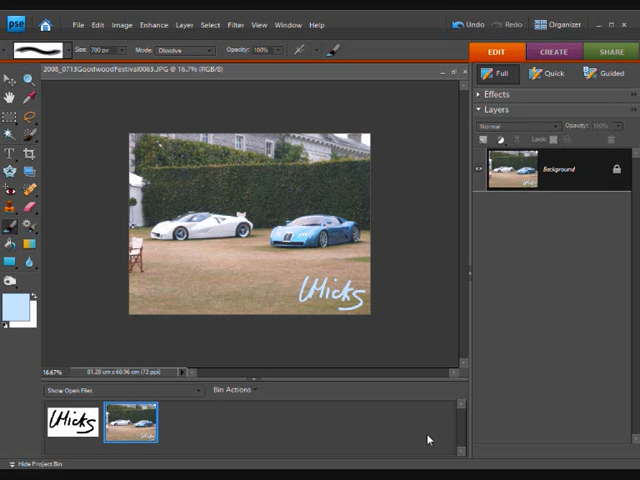 pse File Edit Image Enhance Layer Select Filter View Window Help Undo Redo Organizer
Size: 700 px Mode: Dissolve Opacity: 100%
EDIT CREATE SHARE
2008_0713GoodwoodFestival0063.JPG @ 16.7% (RGB/8)
Full Quick Guided
Effects
Layers
Normal Opacity: 100%
Lock:
Background
Hicks
16.67% 81.28 cm x 60.96 cm (72 ppi)
Show Open Files Bin Actions
Hicks
Hide Project Bin